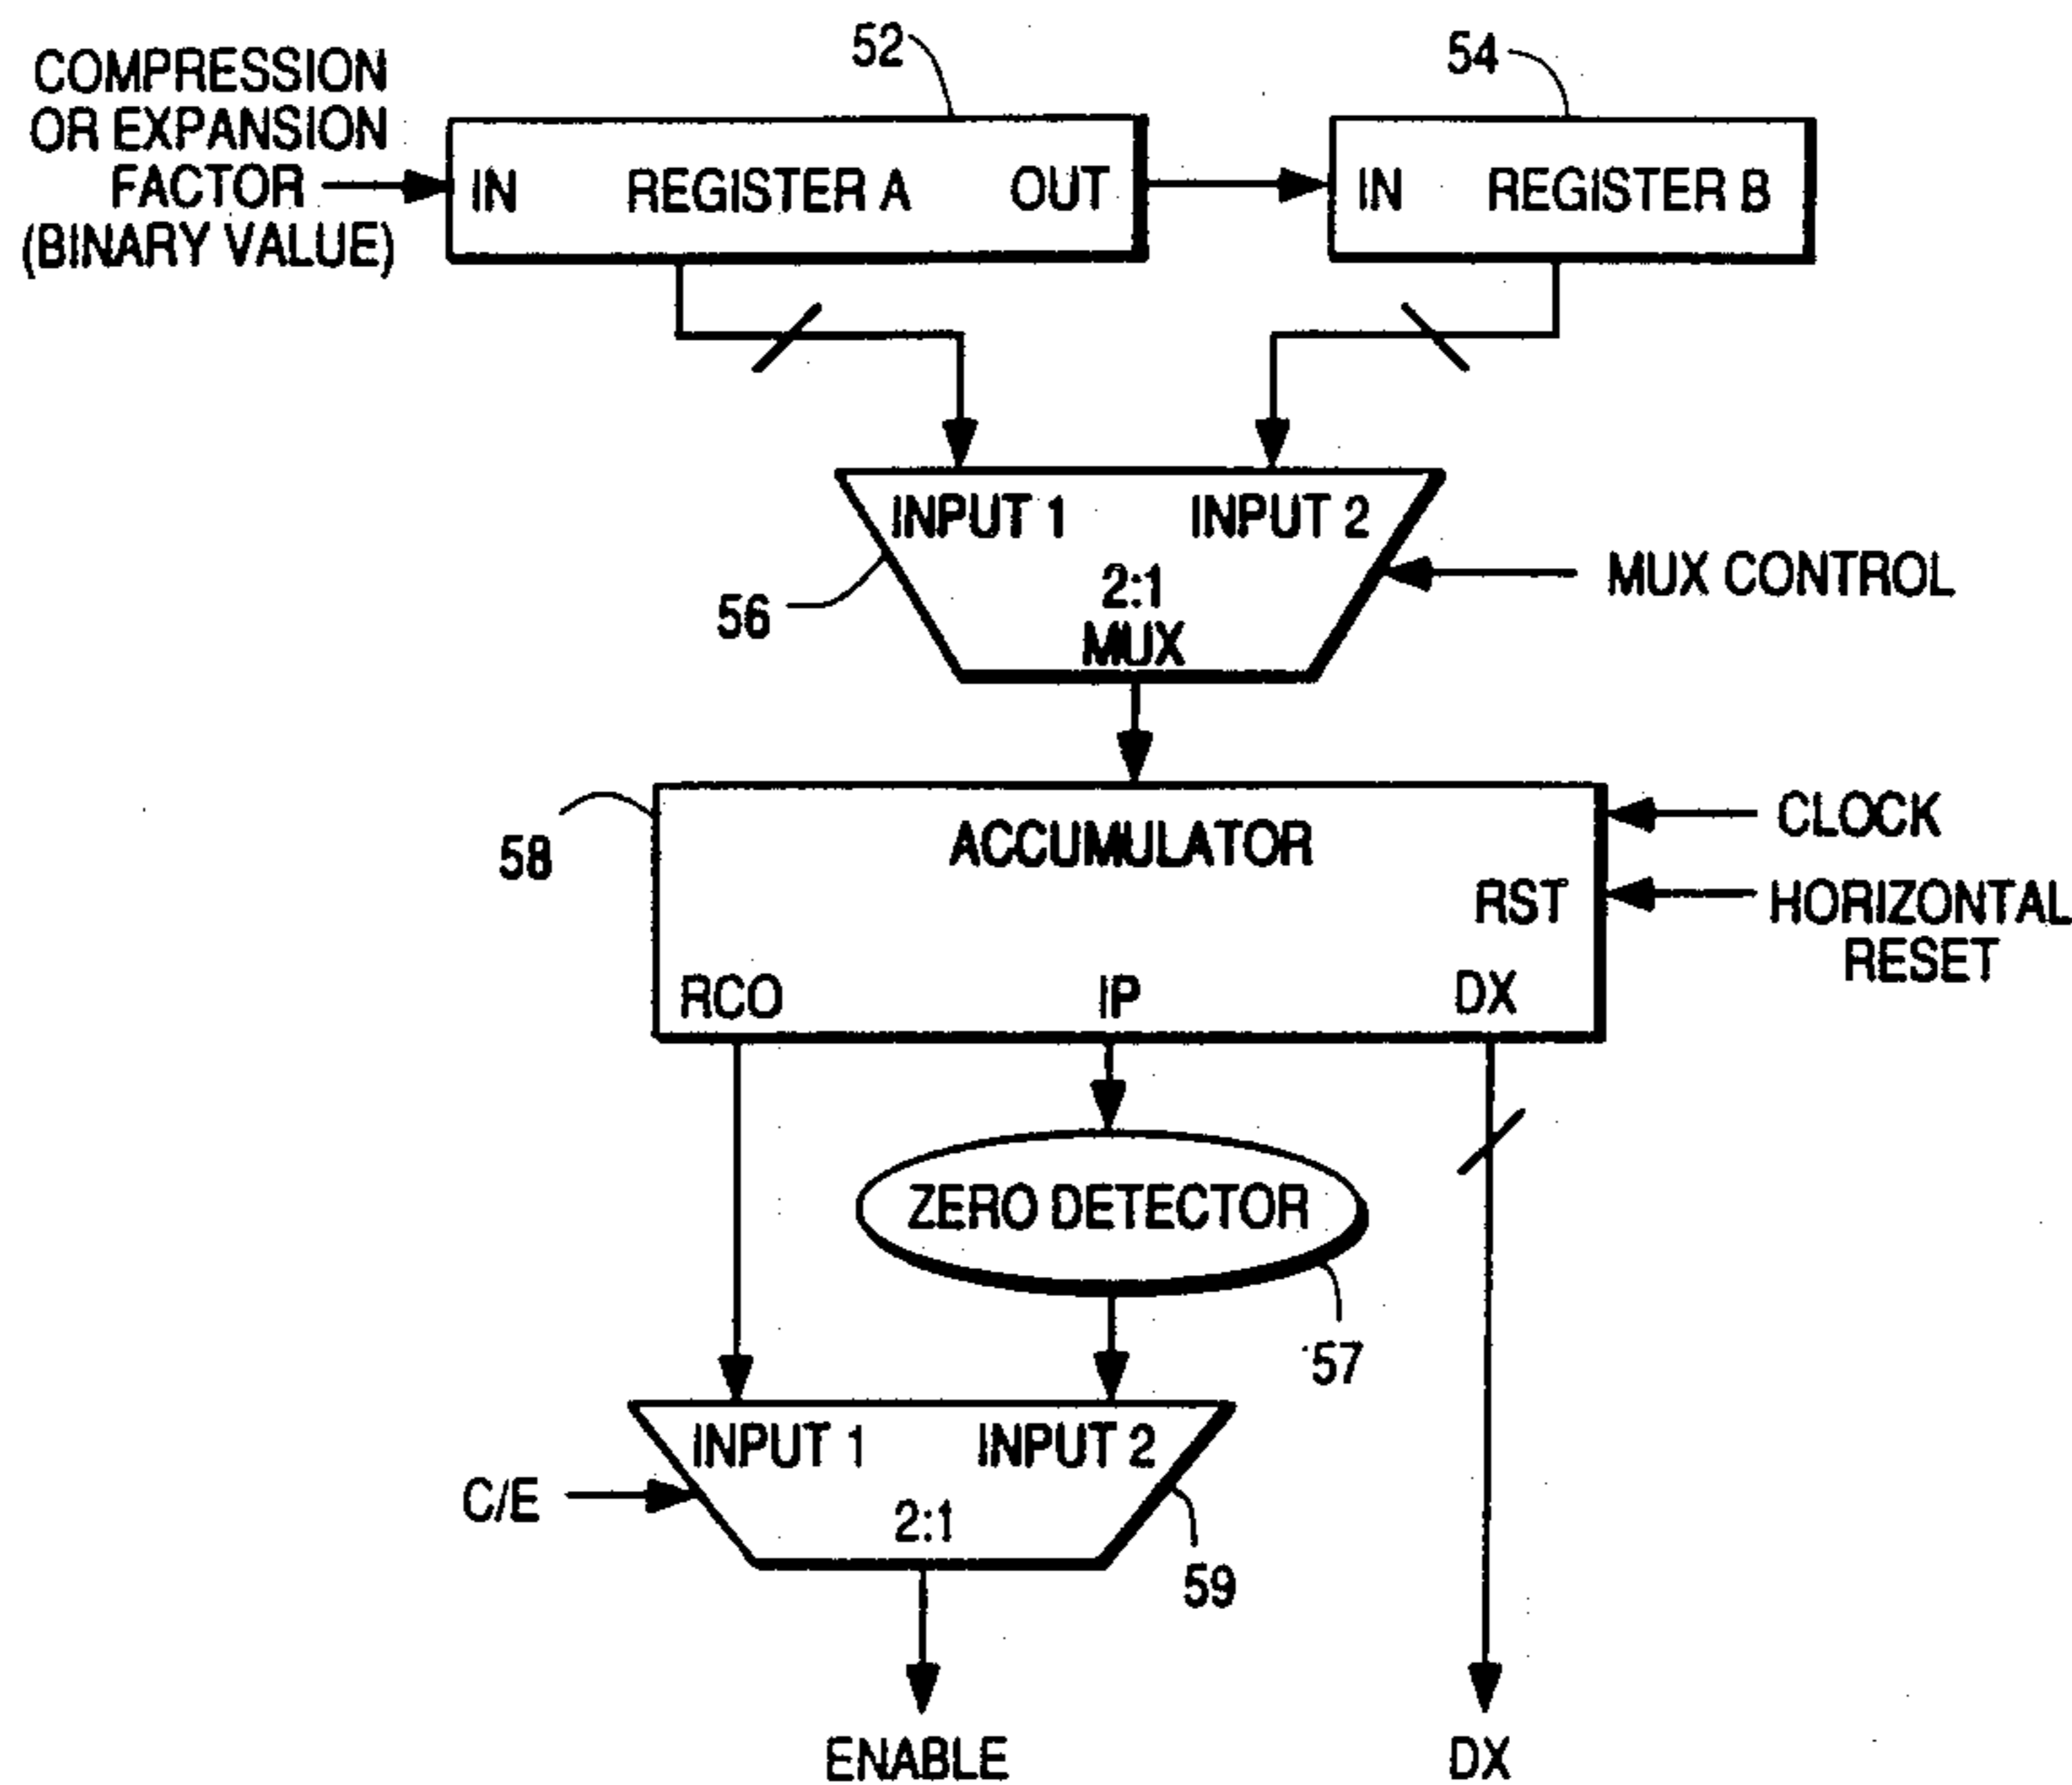 52
54
COMPRESSION
OR EXPANSION
FACTOR
(BINARY VALUE)
IN REGISTER A OUT
IN REGISTER B
INPUT 1 INPUT 2
2:1
MUX
MUX CONTROL
56
58
ACCUMULATOR
CLOCK
RST
HORIZONTAL
RESET
RCO IP DX
ZERO DETECTOR
57
INPUT 1 INPUT 2
C/E
2:1
59
ENABLE
DX